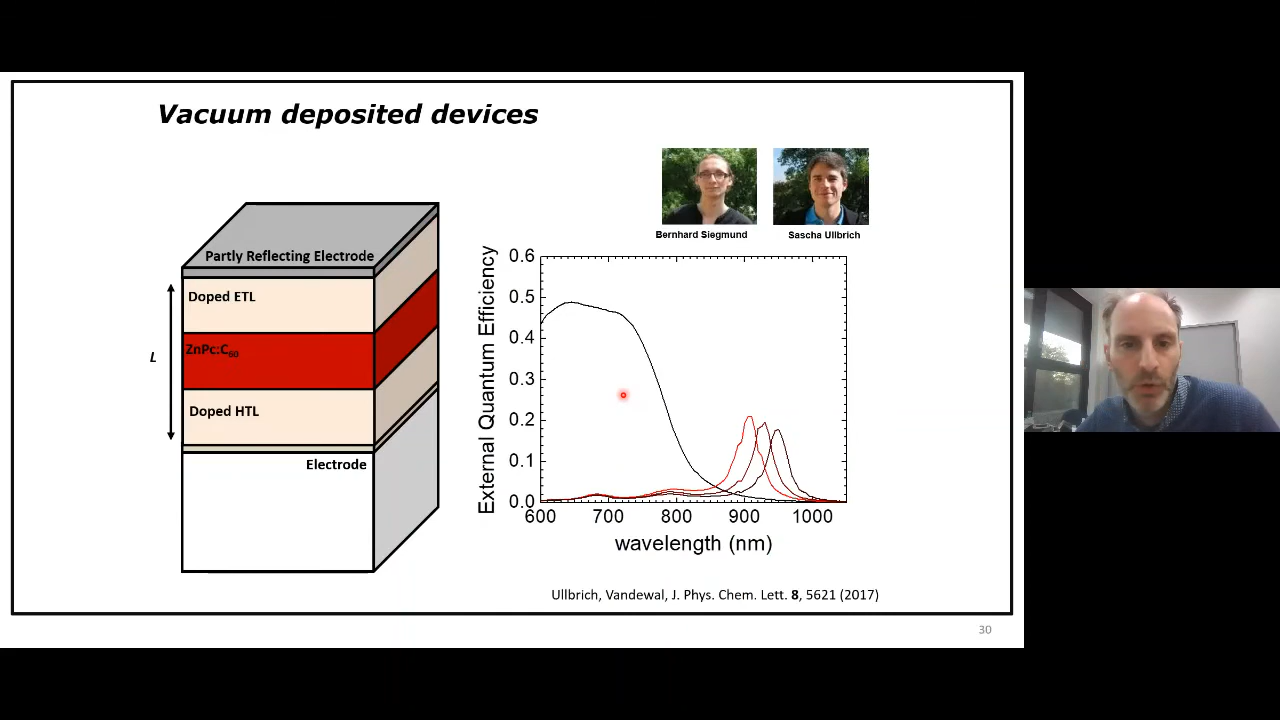 Vacuum deposited devices
Bernhard Siegmund
Sascha Ullbrich
Partly Reflecting Electrode
Doped ETL
ZnPc:C60
Doped HTL
Electrode
L
External Quantum Efficiency
0.6
0.5
0.4
0.3
0.2
0.1
0.0
600 700 800 900 1000
wavelength (nm)
Ullbrich, Vandewal, J. Phys. Chem. Lett. 8, 5621 (2017)
30